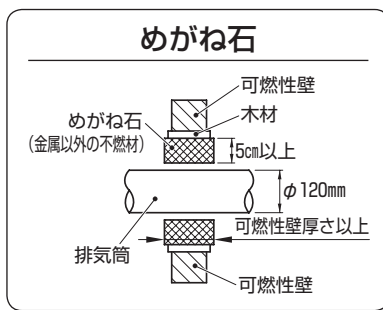 めがね石
可燃性壁
木材
めがね石
(金属以外の不燃材)
5㎝以上
φ120㎜
可燃性壁厚さ以上
排気筒
可燃性壁